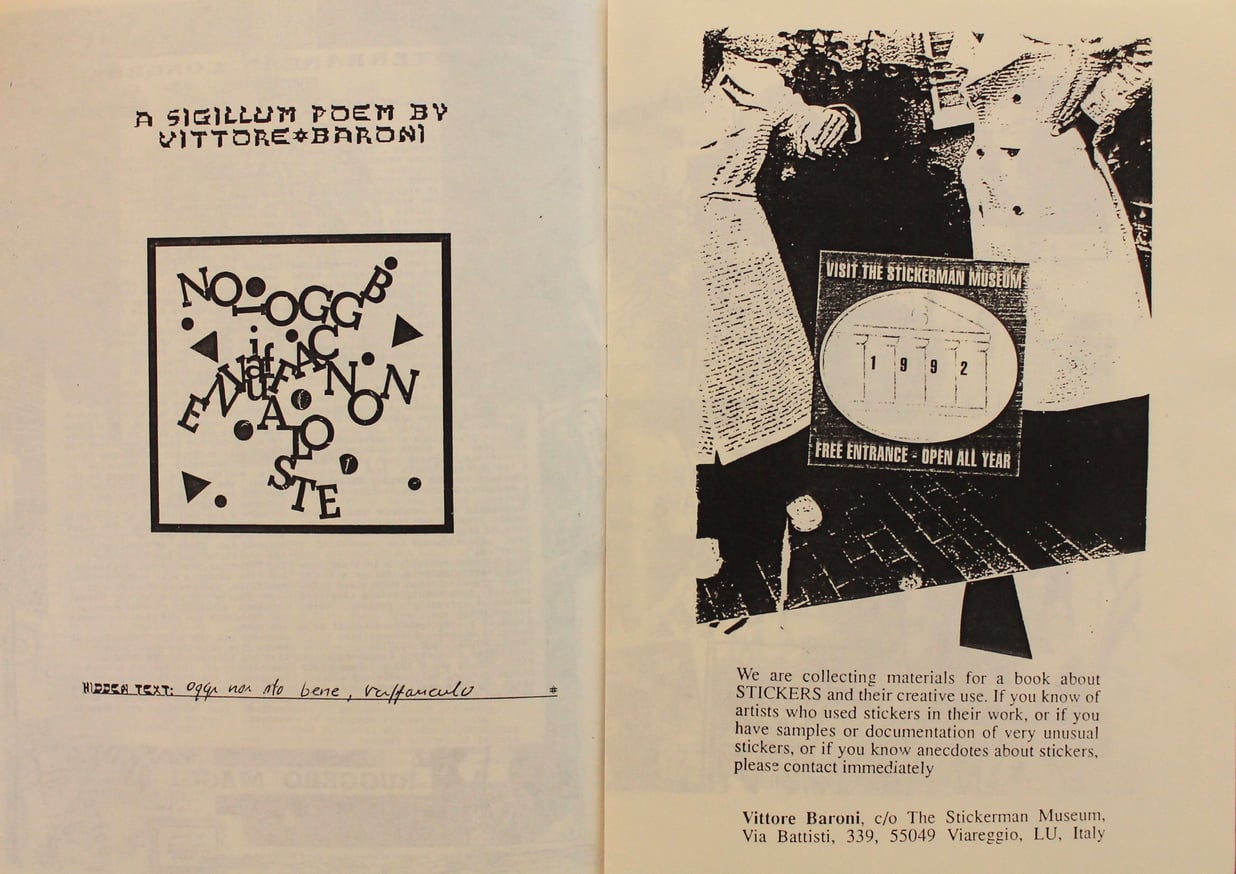 A SIGILLUM POEM BY
VITTORE*BARONI
HIDDEN TEXT: oggi non sto bene, vaffanculo #
VISIT THE STICKERMAN MUSEUM
1992
FREE ENTRANCE - OPEN ALL YEAR
We are collecting materials for a book about
STICKERS and their creative use. If you know of
artists who used stickers in their work, or if you
have samples or documentation of very unusual
stickers, or if you know anecdotes about stickers,
please contact immediately
Vittore Baroni, c/o The Stickerman Museum,
Via Battisti, 339, 55049 Viareggio, LU, Italy